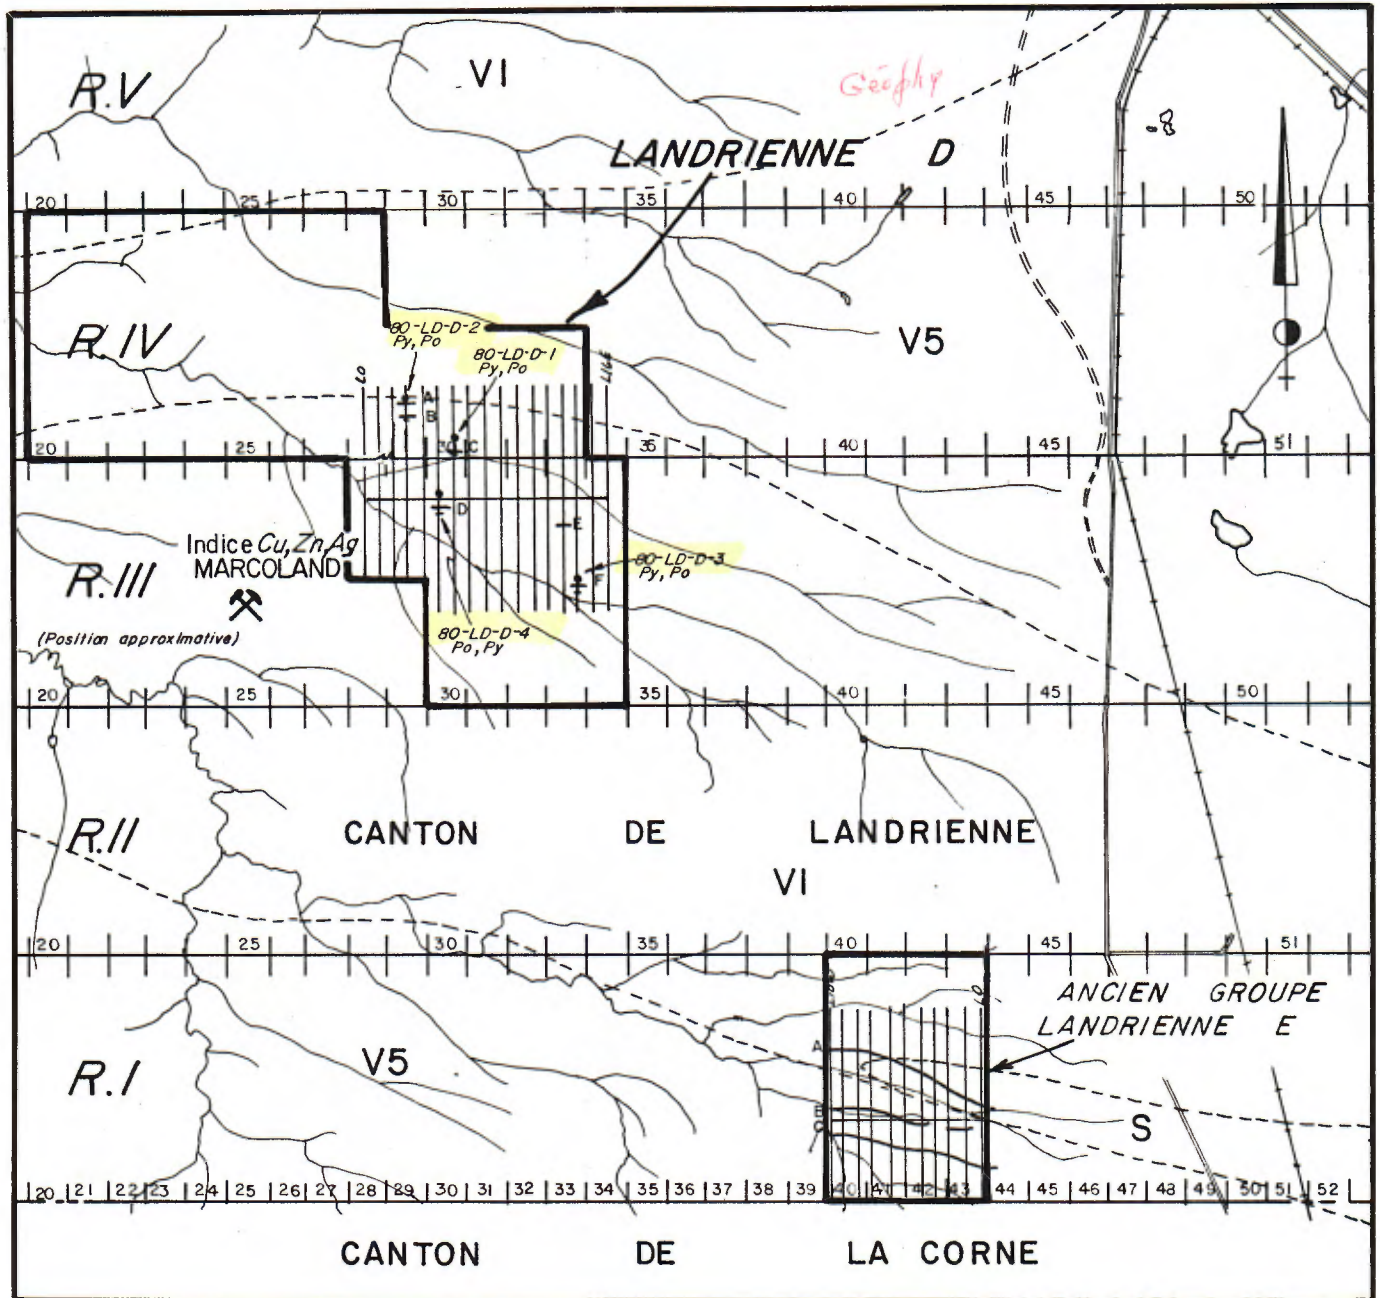 R.V
VI
Géophy
LANDRIENNE D
20 25 30 35 40 45 50
R.IV
80-LD-D-2
Py, Po
80-LD-D-1
Py, Po
V5
L0
L16E
A
B
20 25 30 C 36 40 45 51
D
E
Indice Cu, Zn, Ag
MARCOLAND
R.III
80-LD-D-3
Py, Po
F
(Position approximative)
80-LD-D-4
Po, Py
20 25 30 35 40 45 50
R.II
CANTON DE LANDRIENNE
VI
20 25 30 35 40 45 51
ANCIEN GROUPE
LANDRIENNE E
L0
A
V5
R.I
B
C
S
20 21 22 23 24 25 26 27 28 29 30 31 32 33 34 35 36 37 38 39 40 41 42 43 44 45 46 47 48 49 50 51 52
CANTON DE LA CORNE